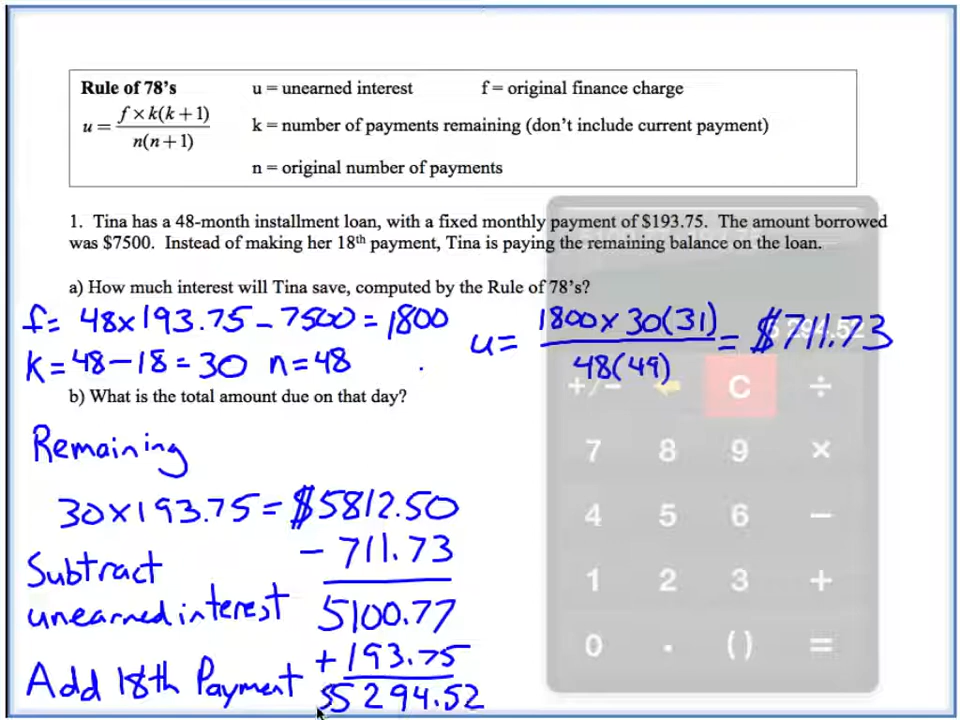 Rule of 78's u = unearned interest f = original finance charge
u = f × k(k + 1) / n(n + 1) k = number of payments remaining (don't include current payment)
n = original number of payments
1. Tina has a 48-month installment loan, with a fixed monthly payment of $193.75. The amount borrowed
was $7500. Instead of making her 18th payment, Tina is paying the remaining balance on the loan.
a) How much interest will Tina save, computed by the Rule of 78's?
f= 48×193.75 - 7500 = 1800
k = 48 - 18 = 30 n = 48
u = 1800 × 30(31) / 48(49) = $711.73
b) What is the total amount due on that day?
Remaining
30×193.75 = $5812.50
Subtract - 711.73
unearned interest 5100.77
+193.75
Add 18th Payment $5294.52
+/- C ÷
7 8 9 ×
4 5 6 −
1 2 3 +
0 . () =